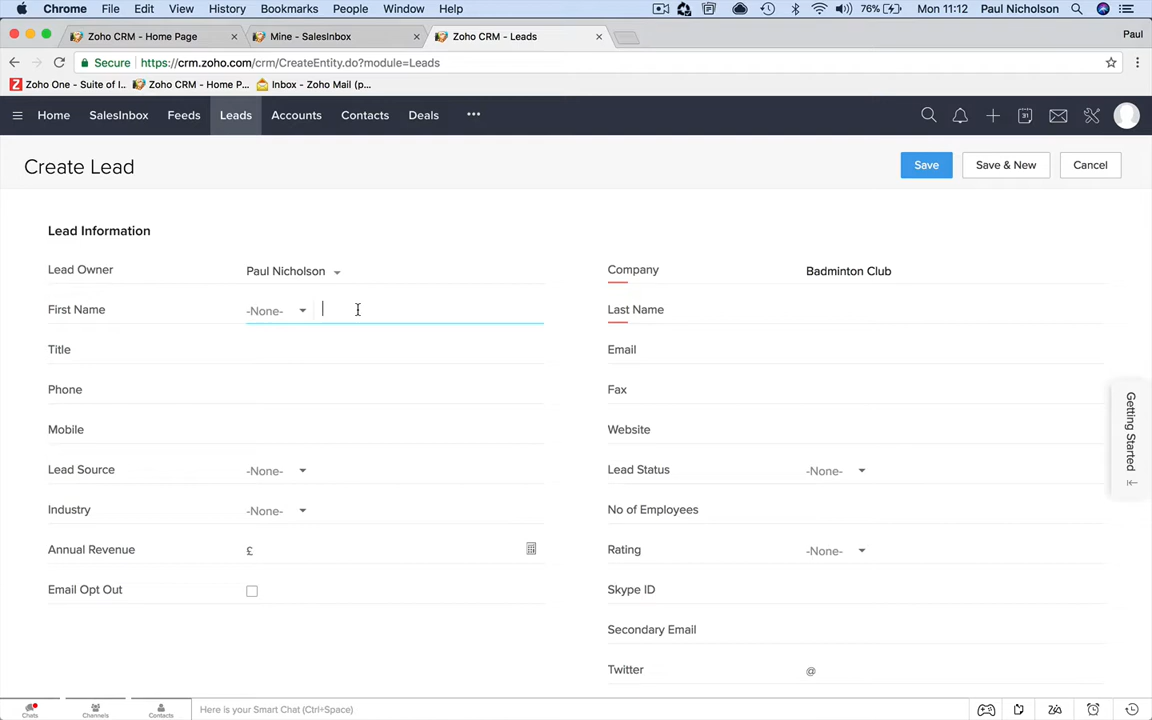 Chrome File Edit View History Bookmarks People Window Help 76% Mon 11:12 Paul Nicholson
Zoho CRM - Home Page Mine - SalesInbox Zoho CRM - Leads Paul
Secure https://crm.zoho.com/crm/CreateEntity.do?module=Leads
Zoho One - Suite of I.. Zoho CRM - Home P... Inbox - Zoho Mail (p...
Home SalesInbox Feeds Leads Accounts Contacts Deals ••• 31
Create Lead Save Save & New Cancel
Lead Information
Lead Owner Paul Nicholson Company Badminton Club
First Name -None- Last Name
Title Email
Phone Fax
Mobile Website
Lead Source -None- Lead Status -None-
Industry -None- No of Employees
Annual Revenue £ Rating -None-
Email Opt Out Skype ID
Secondary Email
Twitter @
Getting Started
Chats Channels Contacts Here is your Smart Chat (Ctrl+Space)